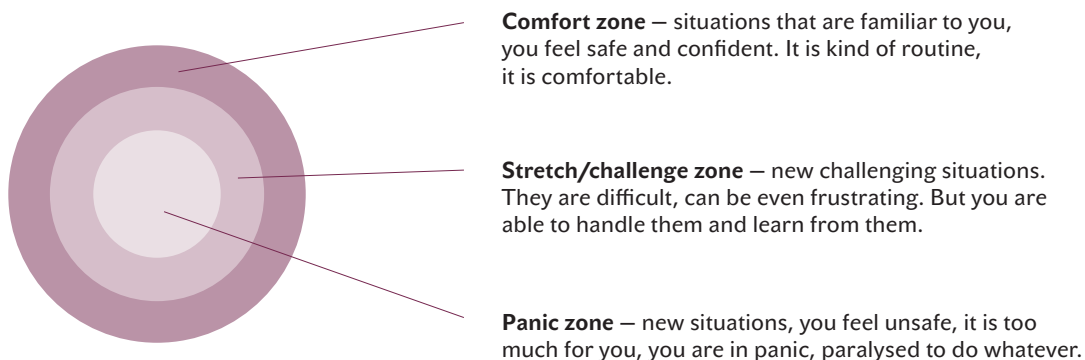 Comfort zone – situations that are familiar to you,
you feel safe and confident. It is kind of routine,
it is comfortable.
Stretch/challenge zone – new challenging situations.
They are difficult, can be even frustrating. But you are
able to handle them and learn from them.
Panic zone – new situations, you feel unsafe, it is too
much for you, you are in panic, paralysed to do whatever.